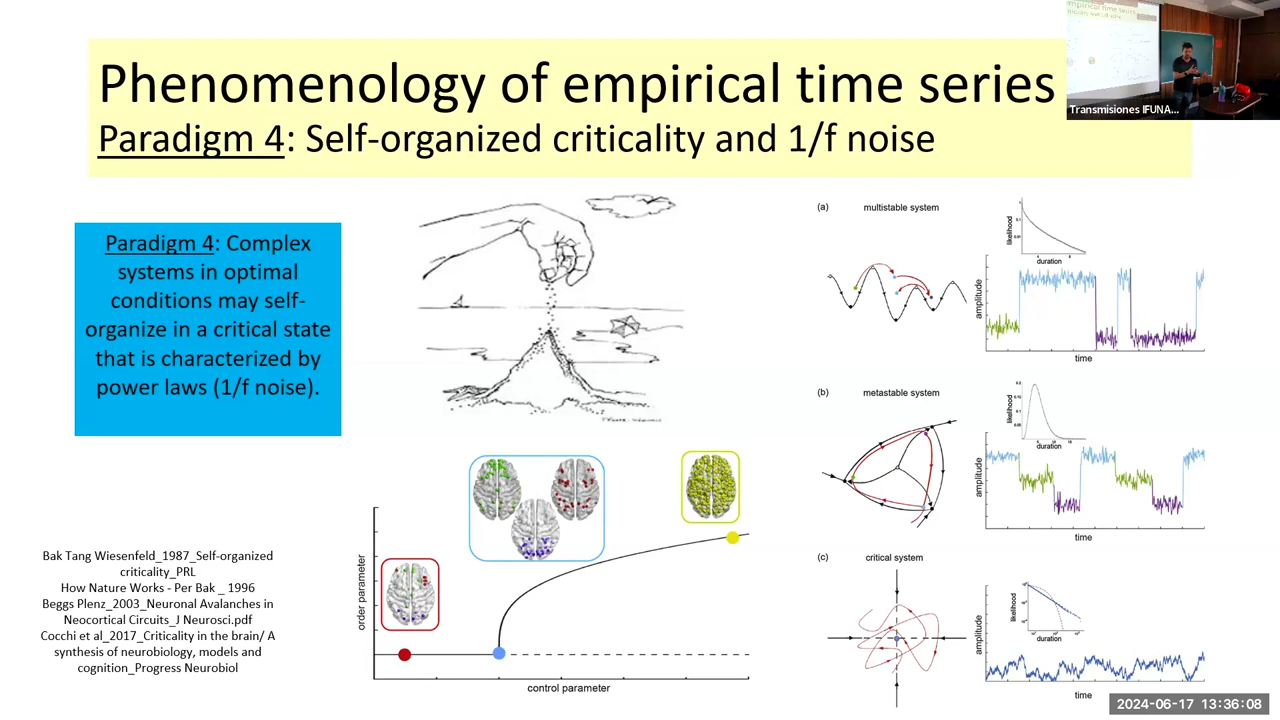 Phenomenology of empirical time series
Paradigm 4: Self-organized criticality and 1/f noise
Transmisiones IFUNA...
Paradigm 4: Complex
systems in optimal
conditions may self-
organize in a critical state
that is characterized by
power laws (1/f noise).
Bak Tang Wiesenfeld_1987_Self-organized
criticality_PRL
How Nature Works - Per Bak _ 1996
Beggs Plenz_2003_Neuronal Avalanches in
Neocortical Circuits_J Neurosci.pdf
Cocchi et al_2017_Criticality in the brain/ A
synthesis of neurobiology, models and
cognition_Progress Neurobiol
order parameter
control parameter
(a) multistable system
likelihood
duration
amplitude
time
(b) metastable system
likelihood
duration
amplitude
time
(c) critical system
likelihood
duration
amplitude
time
2024-06-17 13:36:08